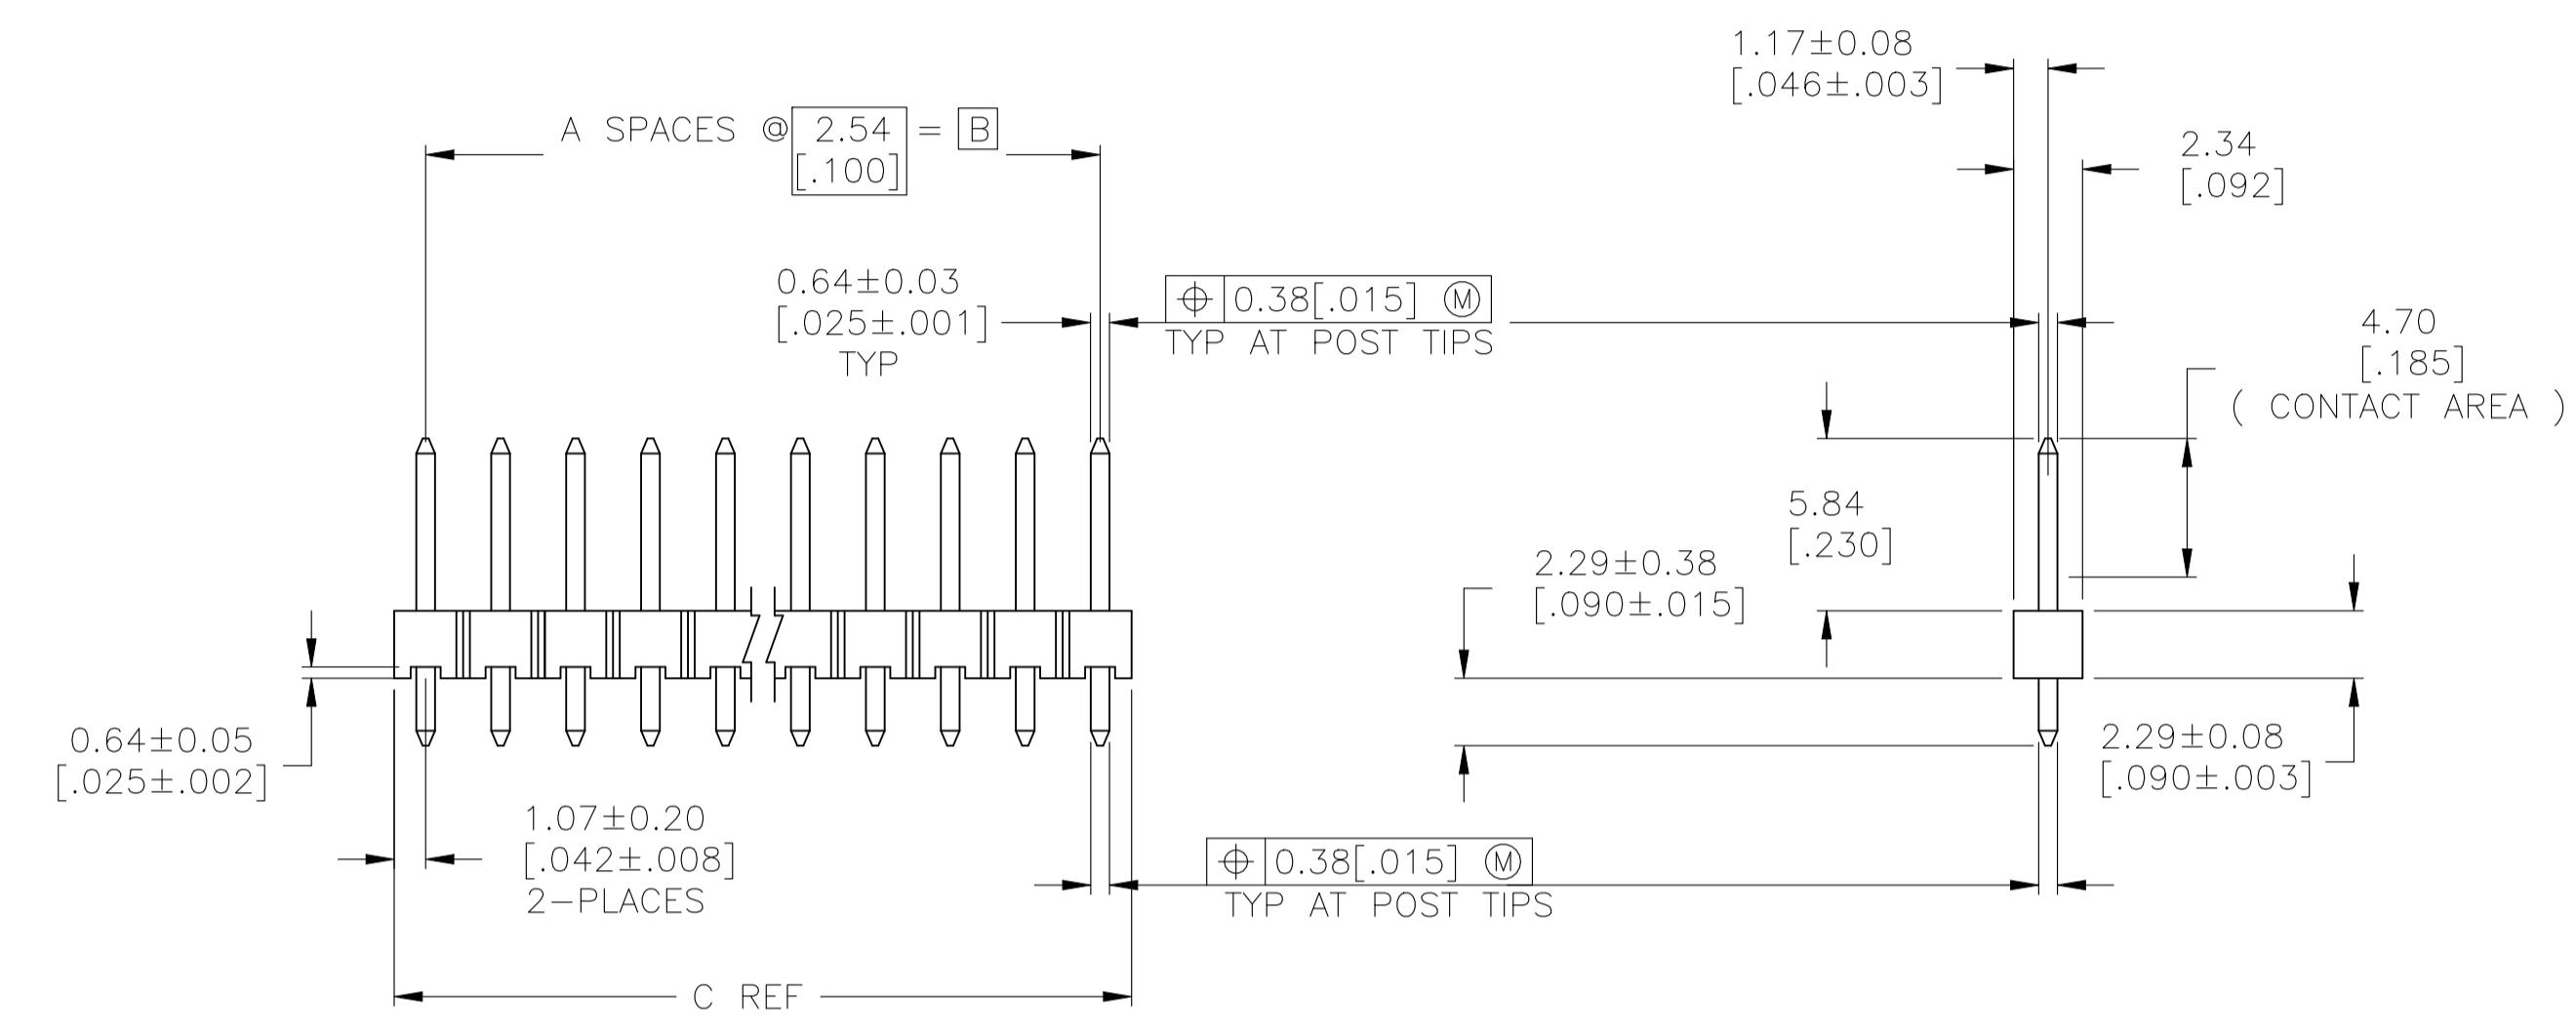 1.17±0.08
[.046±.003]
A SPACES @ 2.54 = B
[.100]
2.34
[.092]
0.64±0.03
[.025±.001]
TYP
⌖ 0.38[.015] Ⓜ
TYP AT POST TIPS
4.70
[.185]
( CONTACT AREA )
5.84
[.230]
2.29±0.38
[.090±.015]
0.64±0.05
[.025±.002]
2.29±0.08
[.090±.003]
1.07±0.20
[.042±.008]
2-PLACES
⌖ 0.38[.015] Ⓜ
TYP AT POST TIPS
C REF